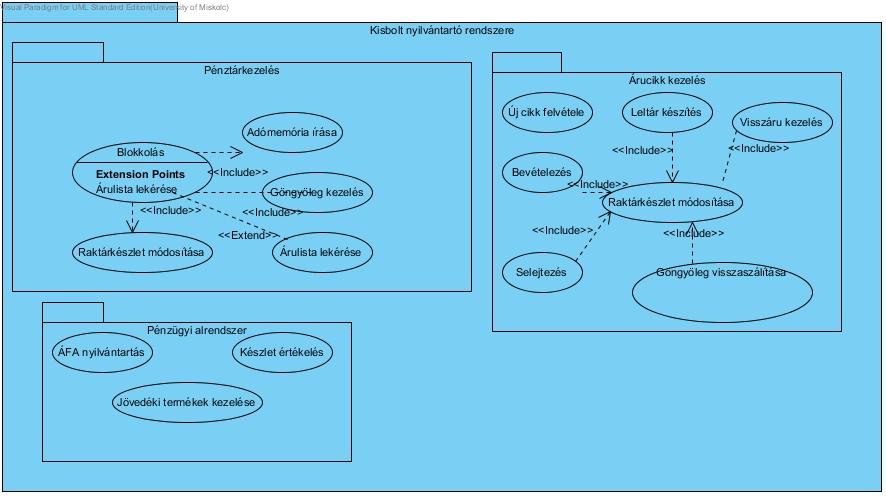 Visual Paradigm for UML Standard Edition(University of Miskolc)
Kisbolt nyilvántartó rendszere
Pénztárkezelés
Adómemória írása
Blokkolás
Extension Points
Árulista lekérése
<<Include>>
Göngyöleg kezelés
<<Include>>
<<Include>>
<<Extend>>
Raktárkészlet módosítása
Árulista lekérése
Árucikk kezelés
Új cikk felvétele
Leltár készítés
Visszáru kezelés
<<Include>>
<<Include>>
Bevételezés
<<Include>>
Raktárkészlet módosítása
<<Include>>
<<Include>>
Selejtezés
Göngyöleg visszaszálítása
Pénzügyi alrendszer
ÁFA nyilvántartás
Készlet értékelés
Jövedéki termékek kezelése